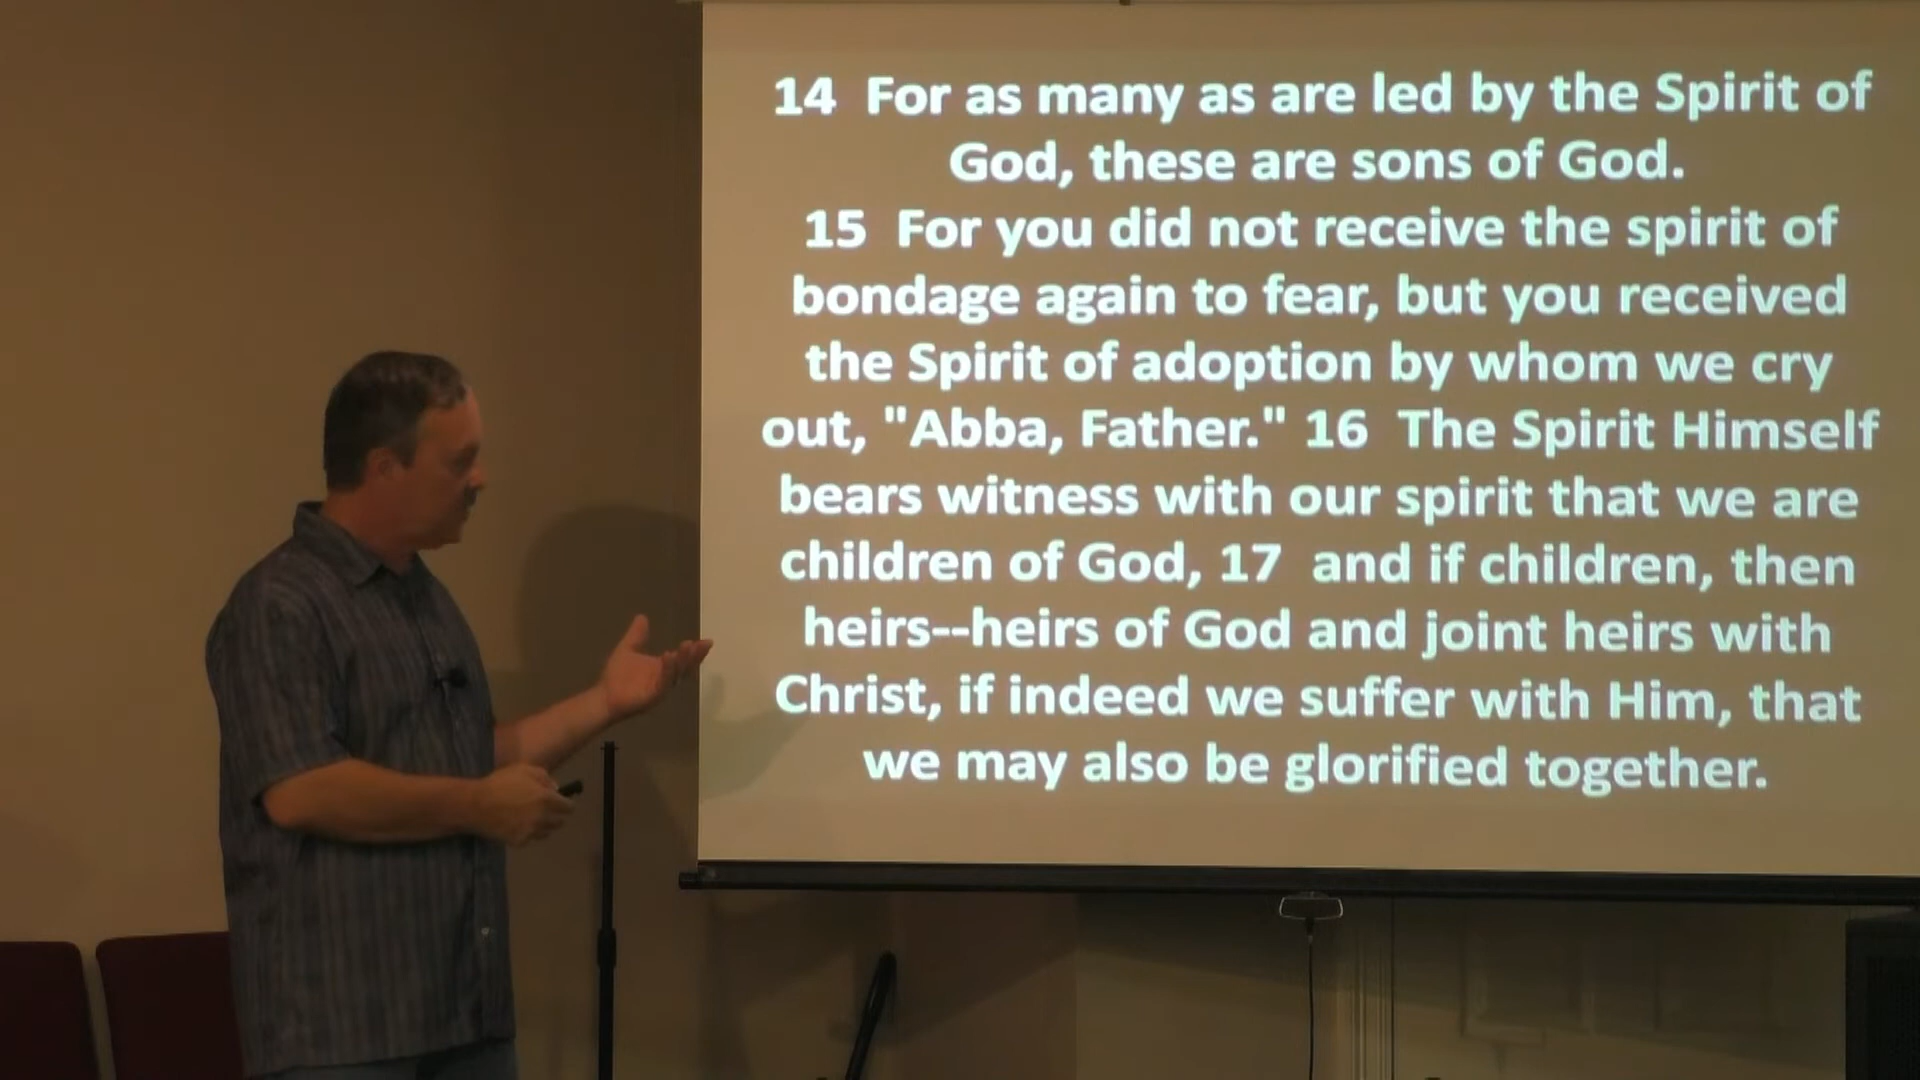 14  For as many as are led by the Spirit of
God, these are sons of God.
15  For you did not receive the spirit of
bondage again to fear, but you received
the Spirit of adoption by whom we cry
out, "Abba, Father." 16  The Spirit Himself
bears witness with our spirit that we are
children of God, 17  and if children, then
heirs--heirs of God and joint heirs with
Christ, if indeed we suffer with Him, that
we may also be glorified together.